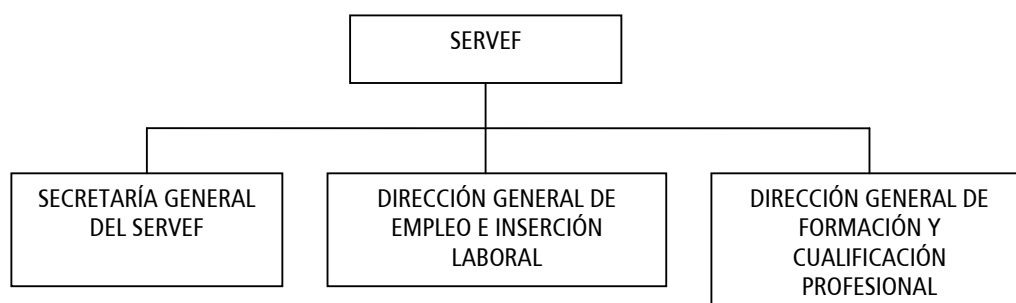 SERVEF
SECRETARÍA GENERAL
DEL SERVEF
DIRECCIÓN GENERAL DE
EMPLEO E INSERCIÓN
LABORAL
DIRECCIÓN GENERAL DE
FORMACIÓN Y
CUALIFICACIÓN
PROFESIONAL